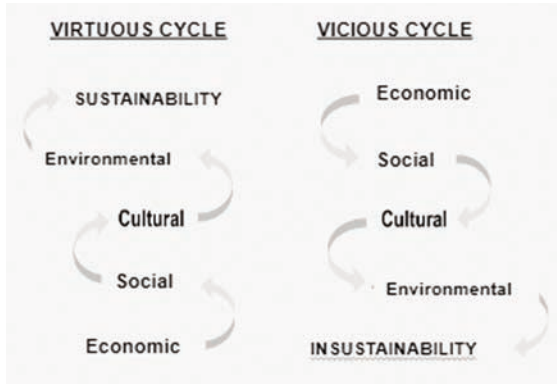 VIRTUOUS CYCLE
SUSTAINABILITY
Environmental
Cultural
Social
Economic
VICIOUS CYCLE
Economic
Social
Cultural
Environmental
INSUSTAINABILITY